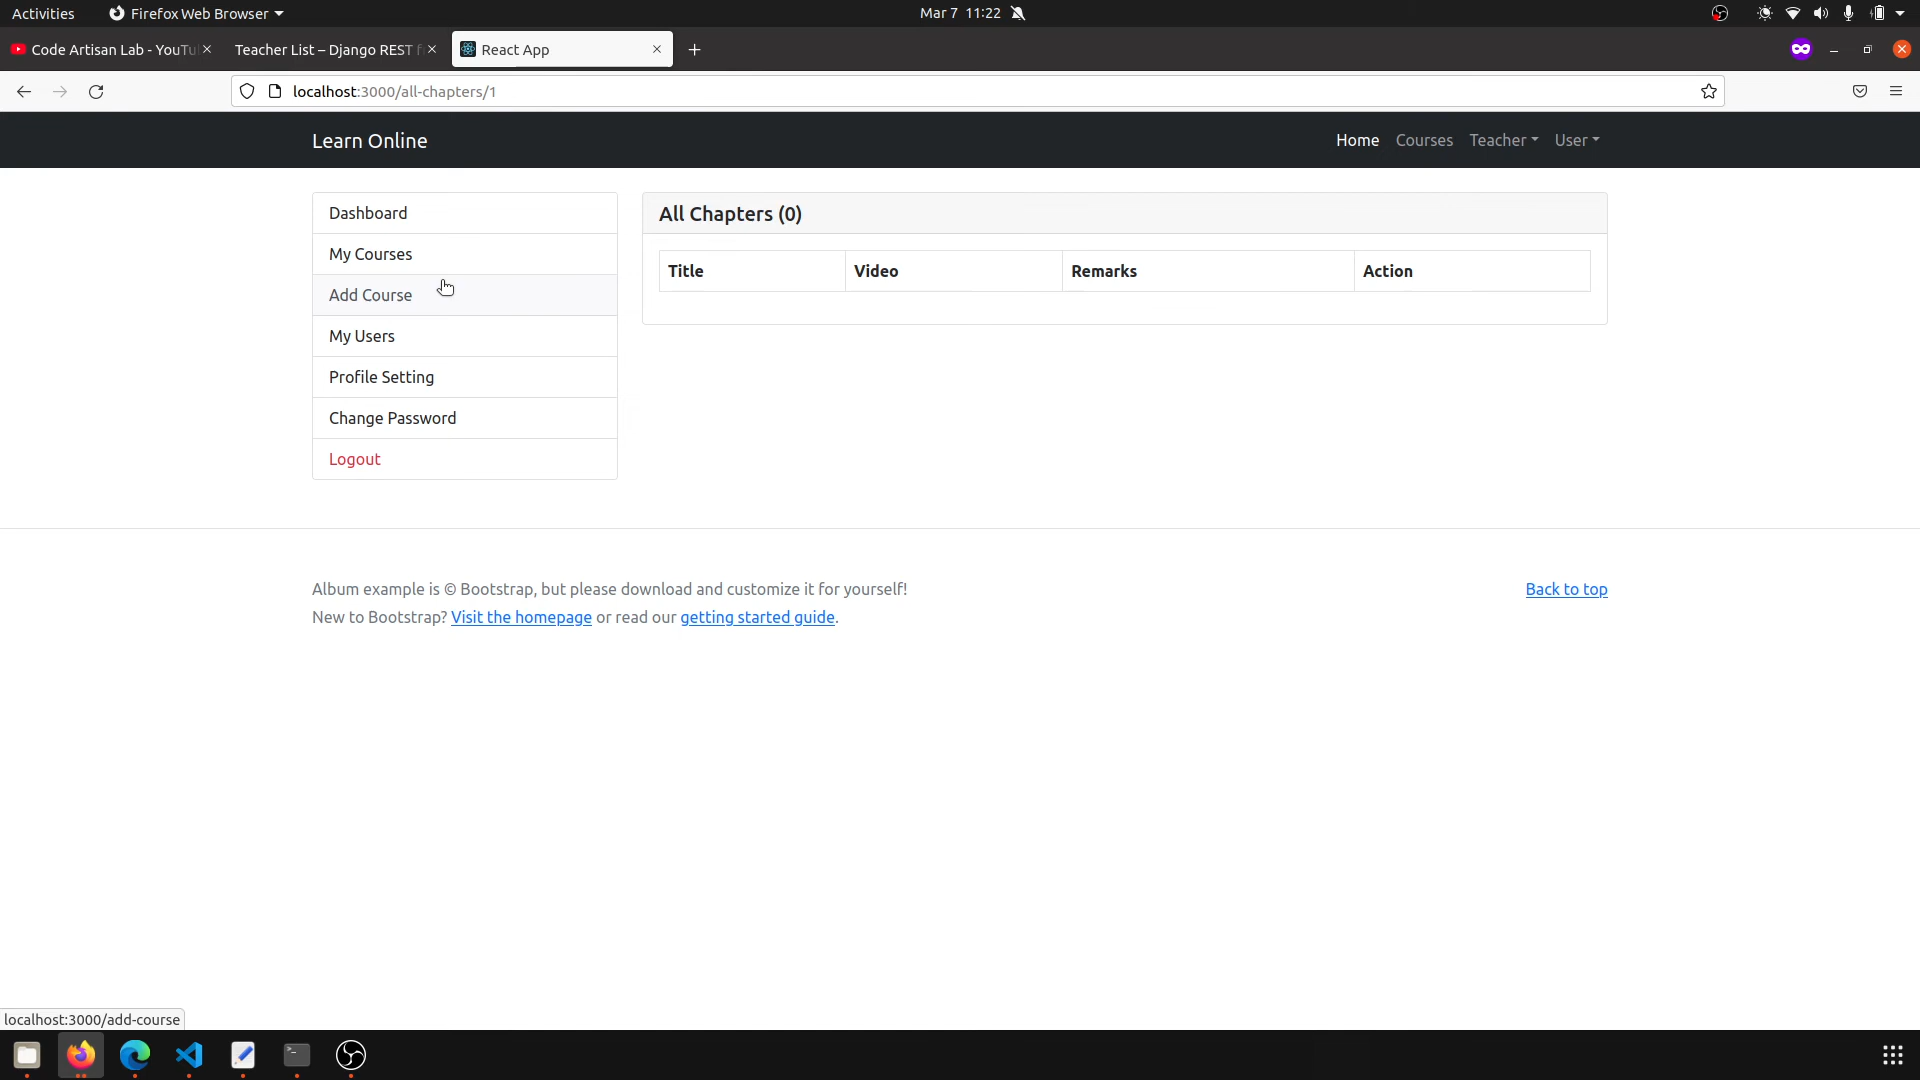 Activities
Firefox Web Browser
Mar 7 11:22
Code Artisan Lab - YouTu
Teacher List – Django REST f
React App
localhost:3000/all-chapters/1
Learn Online
Home
Courses
Teacher
User
Dashboard
My Courses
Add Course
My Users
Profile Setting
Change Password
Logout
All Chapters (0)
Title
Video
Remarks
Action
Album example is © Bootstrap, but please download and customize it for yourself!
Back to top
New to Bootstrap? Visit the homepage or read our getting started guide.
localhost:3000/add-course